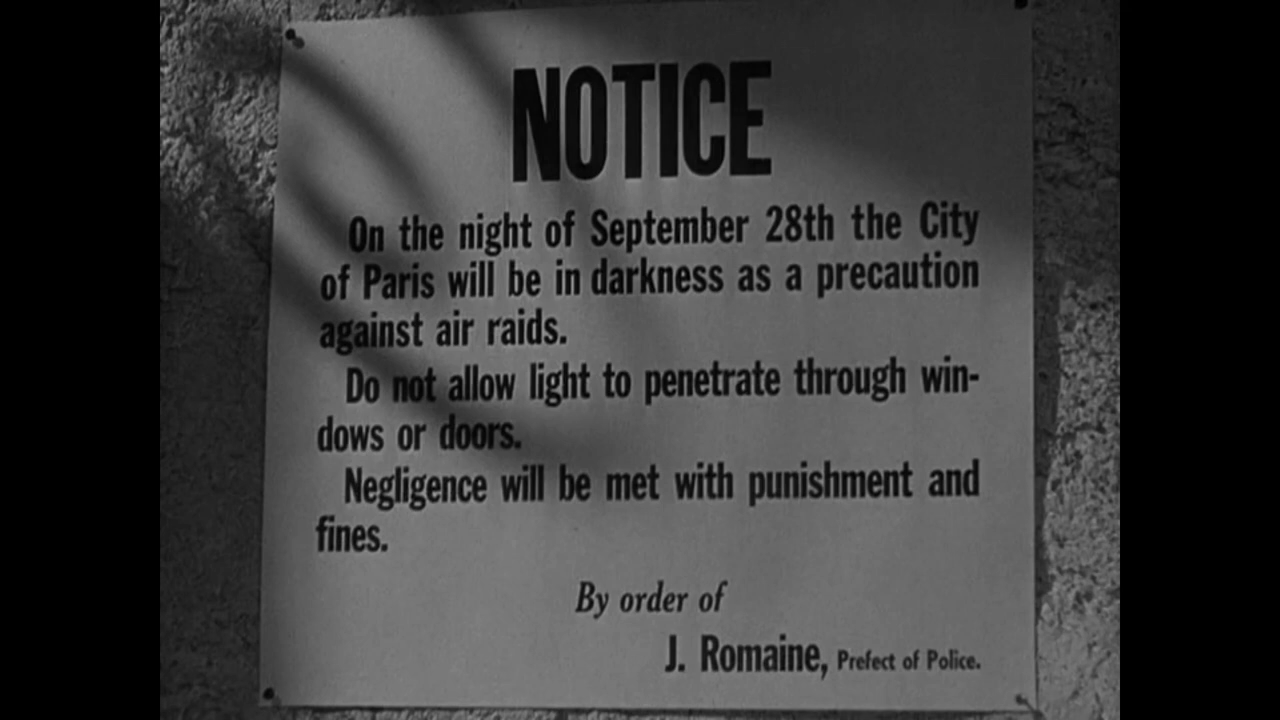 NOTICE
On the night of September 28th the City
of Paris will be in darkness as a precaution
against air raids.
Do not allow light to penetrate through win-
dows or doors.
Negligence will be met with punishment and
fines.
By order of
J. Romaine, Prefect of Police.